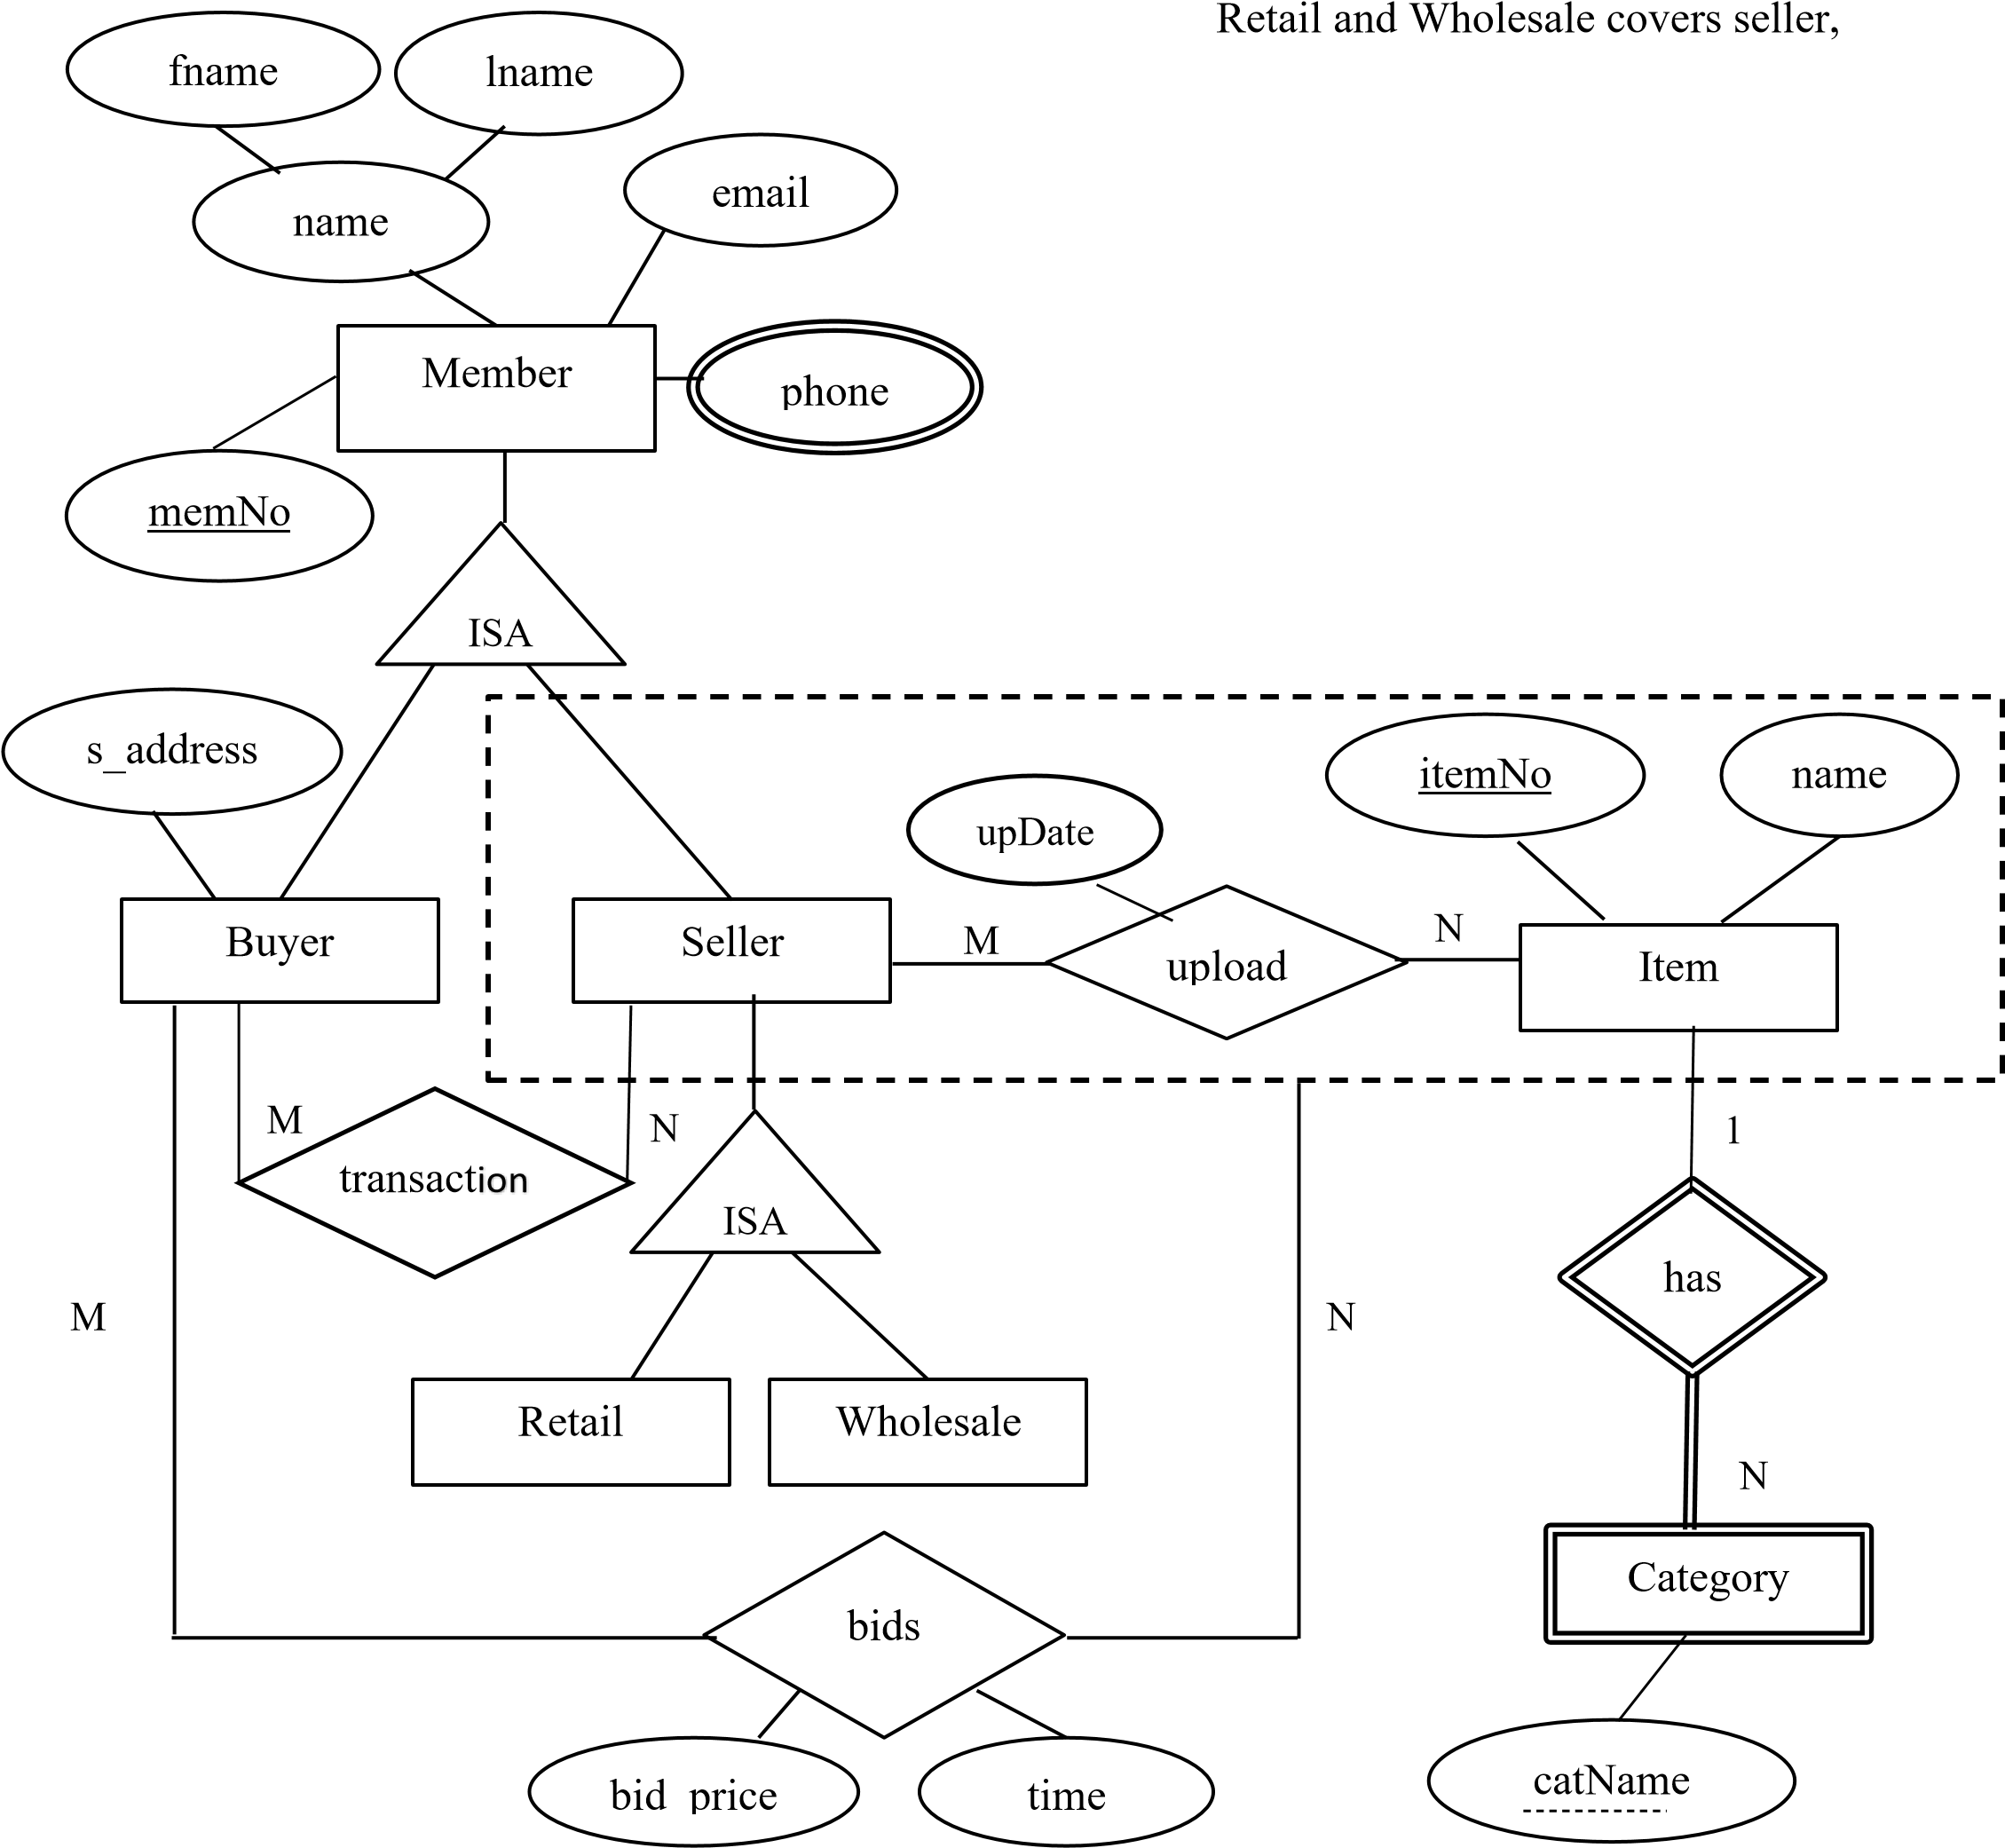 Retail and Wholesale covers seller,
fname
lname
email
name
Member
phone
memNo
ISA
s_address
itemNo
name
upDate
Buyer
Seller
M
upload
N
Item
M
N
1
transaction
ISA
has
M
N
Retail
Wholesale
N
Category
bids
bid price
time
catName